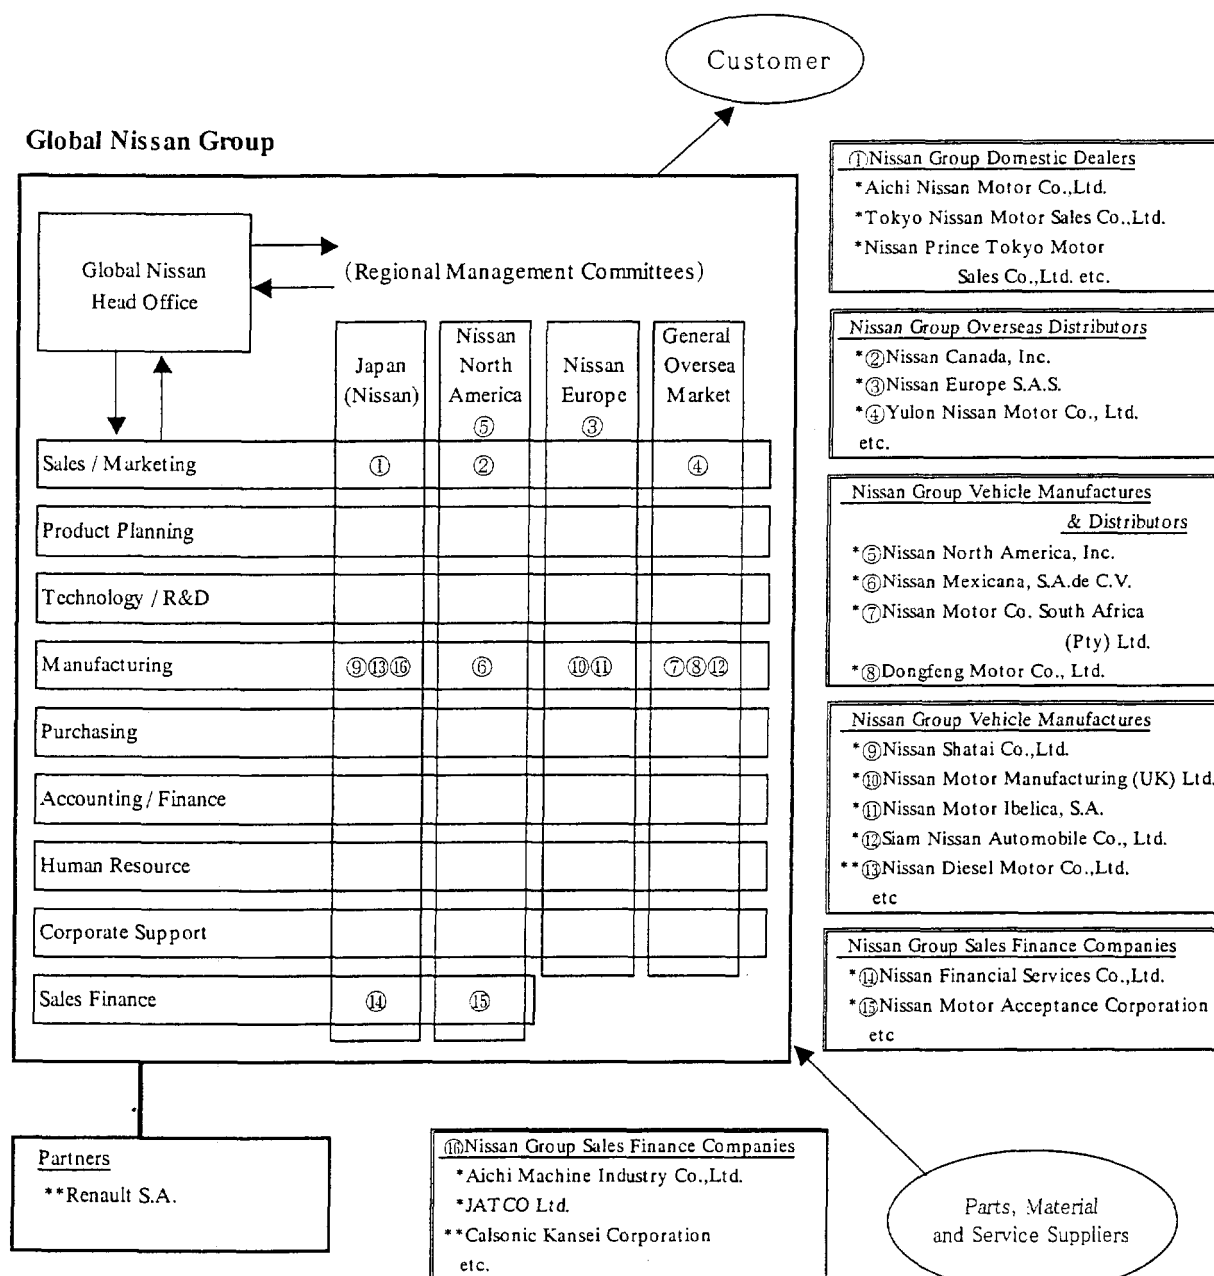 Customer
Global Nissan Group
Global Nissan
Head Office
(Regional Management Committees)
Japan
(Nissan)
Nissan
North
America
⑤
Nissan
Europe
③
General
Oversea
Market
Sales / Marketing ① ② ④
Product Planning
Technology / R&D
Manufacturing ⑨⑬⑯ ⑥ ⑩⑪ ⑦⑧⑫
Purchasing
Accounting / Finance
Human Resource
Corporate Support
Sales Finance ⑭ ⑮
①Nissan Group Domestic Dealers
*Aichi Nissan Motor Co.,Ltd.
*Tokyo Nissan Motor Sales Co.,Ltd.
*Nissan Prince Tokyo Motor
Sales Co.,Ltd. etc.
Nissan Group Overseas Distributors
*②Nissan Canada, Inc.
*③Nissan Europe S.A.S.
*④Yulon Nissan Motor Co., Ltd.
etc.
Nissan Group Vehicle Manufactures
& Distributors
*⑤Nissan North America, Inc.
*⑥Nissan Mexicana, S.A.de C.V.
*⑦Nissan Motor Co. South Africa
(Pty) Ltd.
*⑧Dongfeng Motor Co., Ltd.
Nissan Group Vehicle Manufactures
*⑨Nissan Shatai Co.,Ltd.
*⑩Nissan Motor Manufacturing (UK) Ltd.
*⑪Nissan Motor Ibelica, S.A.
*⑫Siam Nissan Automobile Co., Ltd.
**⑬Nissan Diesel Motor Co.,Ltd.
etc
Nissan Group Sales Finance Companies
*⑭Nissan Financial Services Co.,Ltd.
*⑮Nissan Motor Acceptance Corporation
etc
Partners
**Renault S.A.
⑯Nissan Group Sales Finance Companies
*Aichi Machine Industry Co.,Ltd.
*JATCO Ltd.
**Calsonic Kansei Corporation
etc.
Parts, Material
and Service Suppliers